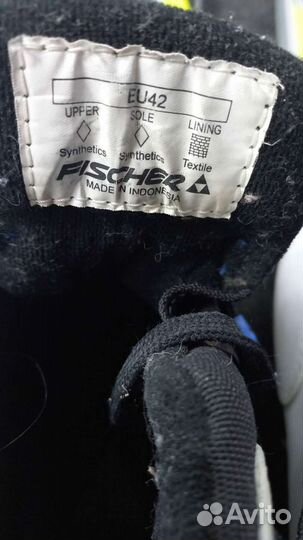 EU42
UPPER SOLE LINING
Synthetics Synthetics Textile
FISCHER
MADE IN INDONESIA
Avito